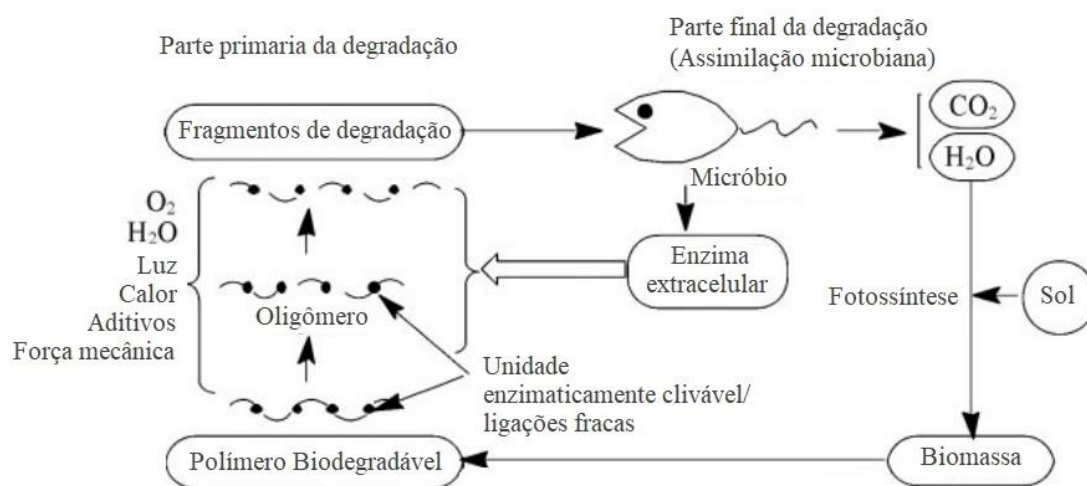 Parte primaria da degradação
Parte final da degradação
(Assimilação microbiana)
Fragmentos de degradação
CO₂
H₂O
Micróbio
O₂
H₂O
Luz
Calor
Aditivos
Força mecânica
Oligômero
Enzima
extracelular
Fotossíntese
Sol
Unidade
enzimaticamente clivável/
ligações fracas
Polímero Biodegradável
Biomassa